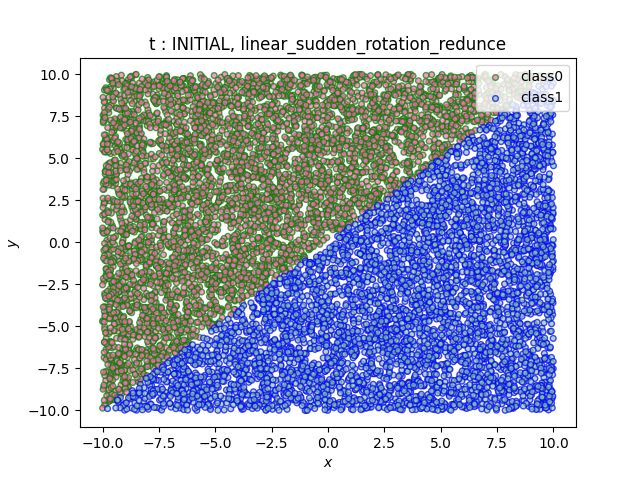 t : INITIAL, linear_sudden_rotation_redunce
class0
class1
10.0
7.5
5.0
2.5
0.0
−2.5
−5.0
−7.5
−10.0
y
−10.0 −7.5 −5.0 −2.5 0.0 2.5 5.0 7.5 10.0
x